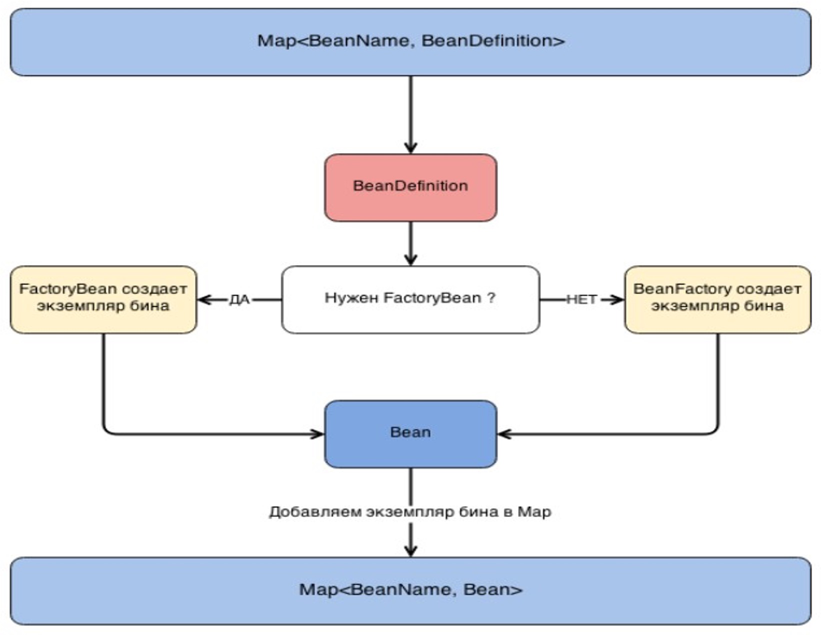 Map<BeanName, BeanDefinition>
BeanDefinition
FactoryBean создает
экземпляр бина
ДА
Нужен FactoryBean ?
НЕТ
BeanFactory создает
экземпляр бина
Bean
Добавляем экземпляр бина в Map
Map<BeanName, Bean>